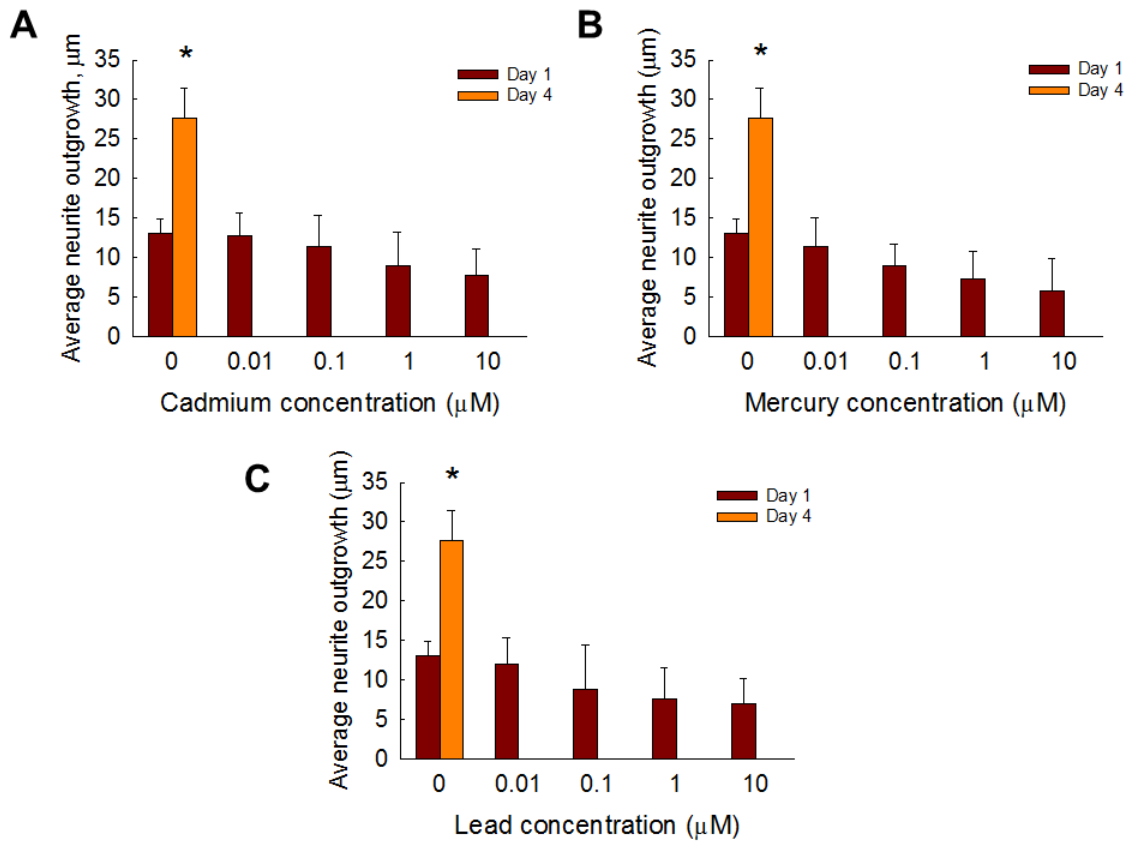 A
*
Average neurite outgrowth, μm
35
30
25
20
15
10
5
0
Day 1
Day 4
0 0.01 0.1 1 10
Cadmium concentration (μM)
B
*
Average neurite outgrowth (μm)
35
30
25
20
15
10
5
0
Day 1
Day 4
0 0.01 0.1 1 10
Mercury concentration (μM)
C
*
Average neurite outgrowth (μm)
35
30
25
20
15
10
5
0
Day 1
Day 4
0 0.01 0.1 1 10
Lead concentration (μM)